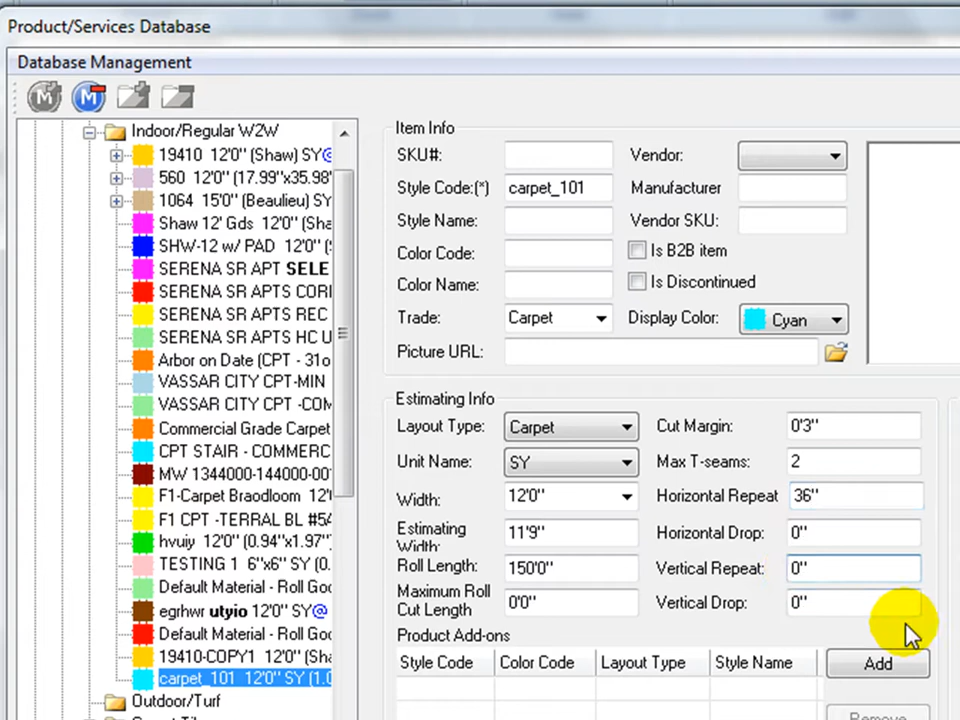 Product/Services Database
Database Management
Indoor/Regular W2W
19410 12'0" (Shaw) SY@
560 12'0" (17.99"x35.98"
1064 15'0" (Beaulieu) SY
Shaw 12' Gds 12'0" (Sha
SHW-12 w/ PAD 12'0" (
SERENA SR APT SELE
SERENA SR APTS CORI
SERENA SR APTS REC
SERENA SR APTS HC U
Arbor on Date (CPT - 31o
VASSAR CITY CPT-MIN
VASSAR CITY CPT -COM
Commercial Grade Carpet
CPT STAIR - COMMERC
MW 1344000-144000-00
F1-Carpet Braodloom 12'
F1 CPT -TERRAL BL #5A
hvuiy 12'0" (0.94"x1.97"
TESTING 1 6"x6" SY (0.
Default Material - Roll Goo
egrhwr utyio 12'0" SY@
Default Material - Roll Goo
19410-COPY1 12'0" (Sha
carpet_101 12'0" SY (1.0
Outdoor/Turf
Item Info
SKU#:
Vendor:
Style Code:(*) carpet_101
Manufacturer
Style Name:
Vendor SKU:
Color Code:
Is B2B item
Color Name:
Is Discontinued
Trade: Carpet
Display Color: Cyan
Picture URL:
Estimating Info
Layout Type: Carpet
Cut Margin: 0'3"
Unit Name: SY
Max T-seams: 2
Width: 12'0"
Horizontal Repeat 36"
Estimating Width: 11'9"
Horizontal Drop: 0"
Roll Length: 150'0"
Vertical Repeat: 0"
Maximum Roll
Cut Length 0'0"
Vertical Drop: 0"
Product Add-ons
Style Code Color Code Layout Type Style Name
Add
Remove